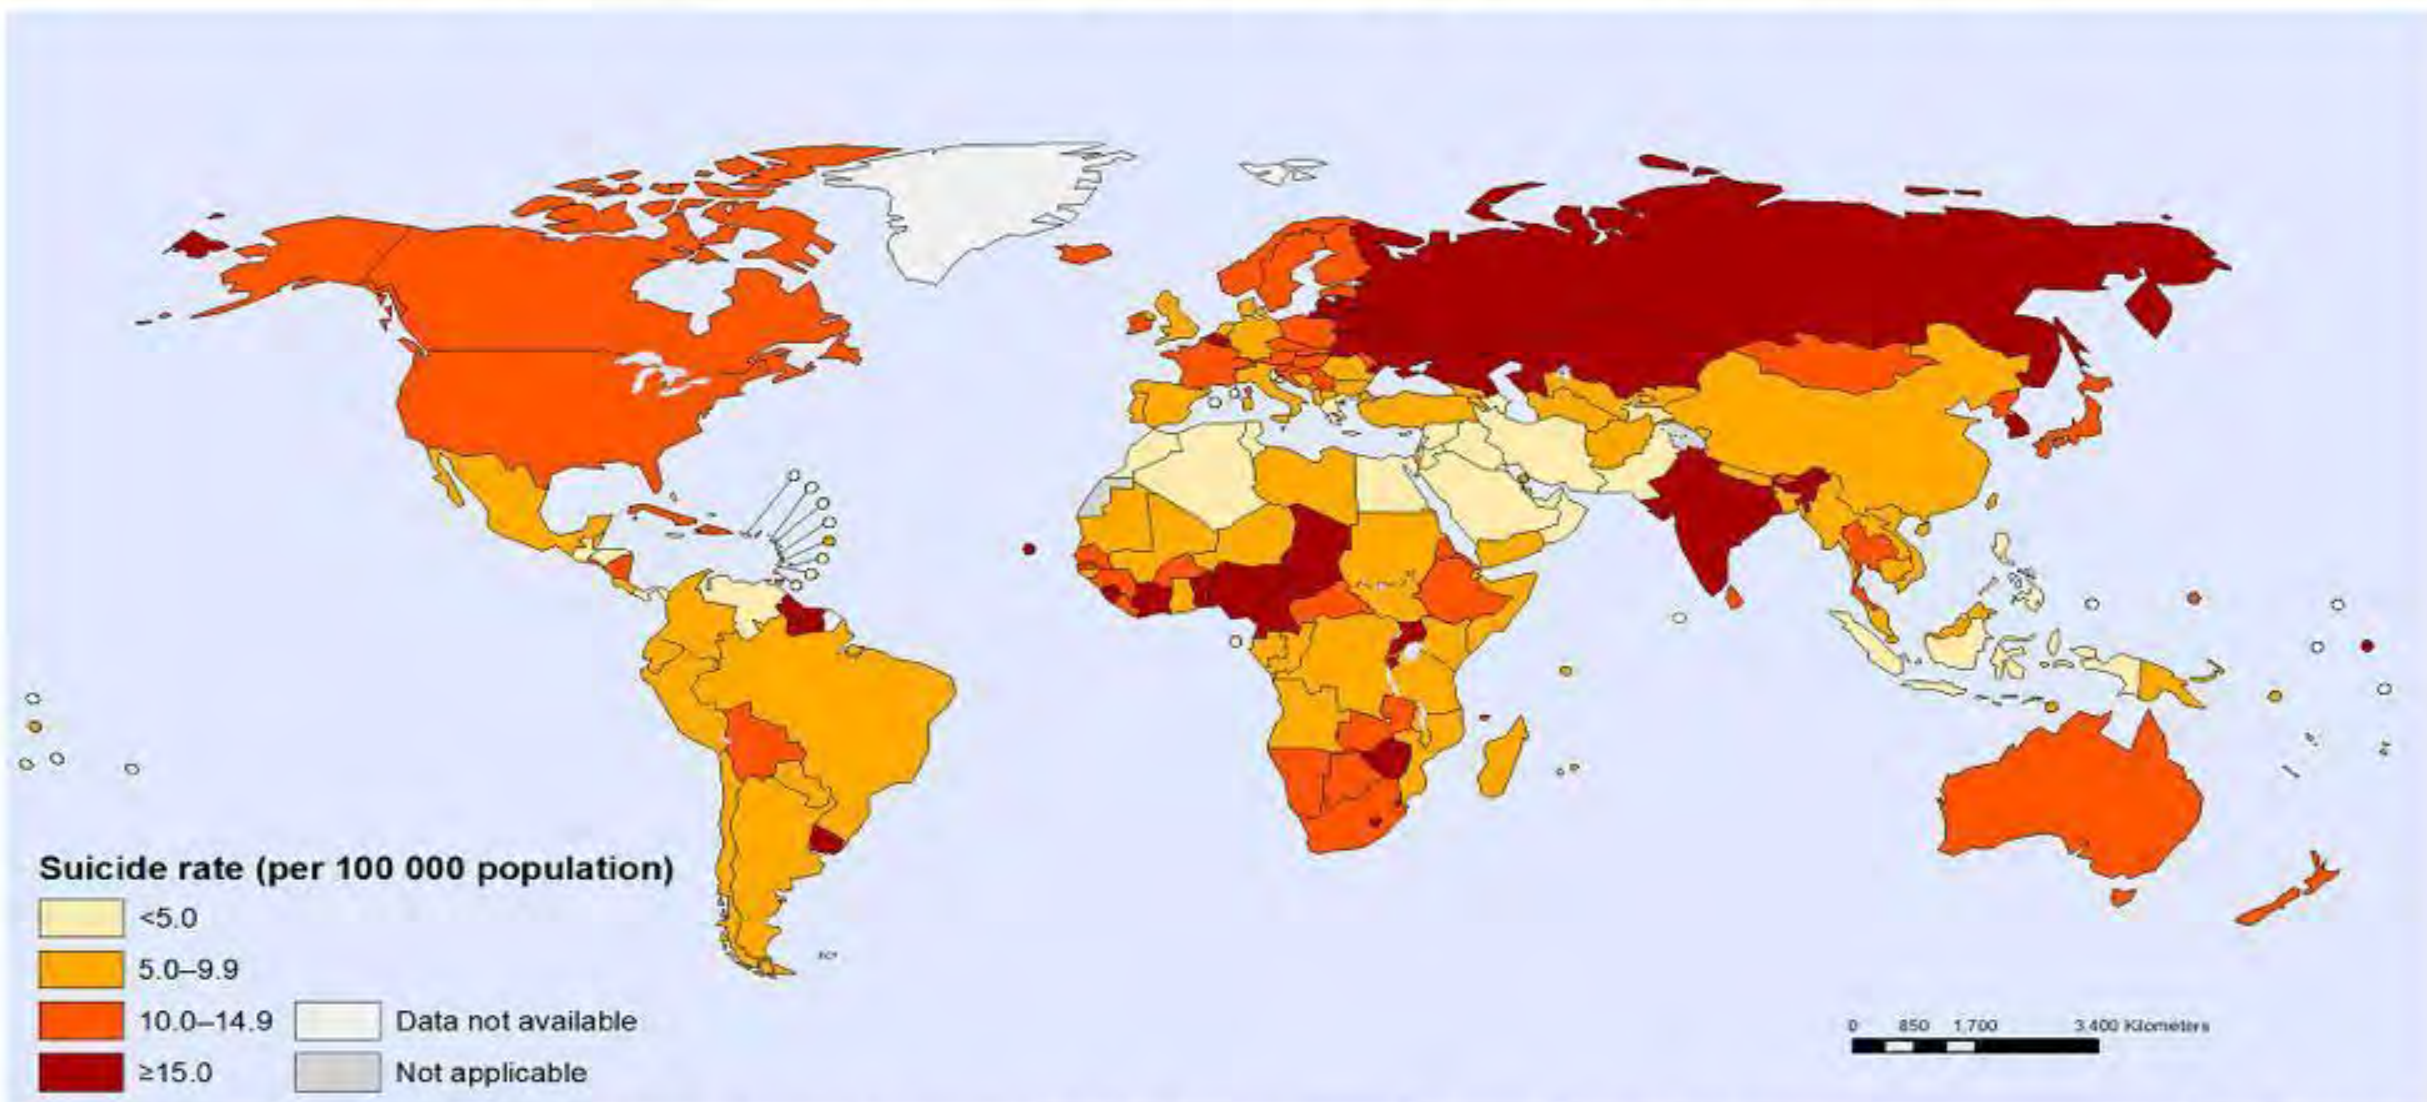 Suicide rate (per 100 000 population)
<5.0
5.0–9.9
10.0–14.9
≥15.0
Data not available
Not applicable
0 850 1,700 3,400 Kilometers